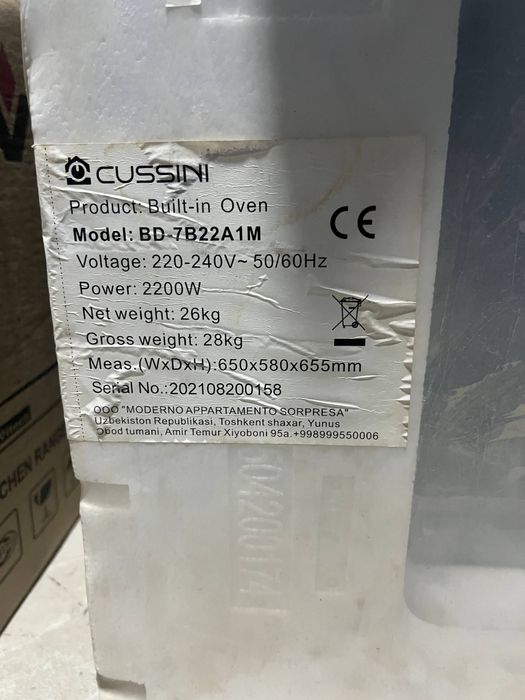 CUSSINI
Product: Built-in Oven
Model: BD-7B22A1M
CE
Voltage: 220-240V~ 50/60Hz
Power: 2200W
Net weight: 26kg
Gross weight: 28kg
Meas.(WxDxH):650x580x655mm
Serial No.:202108200158
OOO "MODERNO APPARTAMENTO SORPRESA"
Uzbekiston Republikasi, Toshkent shaxar, Yunus
Obod tumani, Amir Temur Xiyoboni 95a.+998999550006